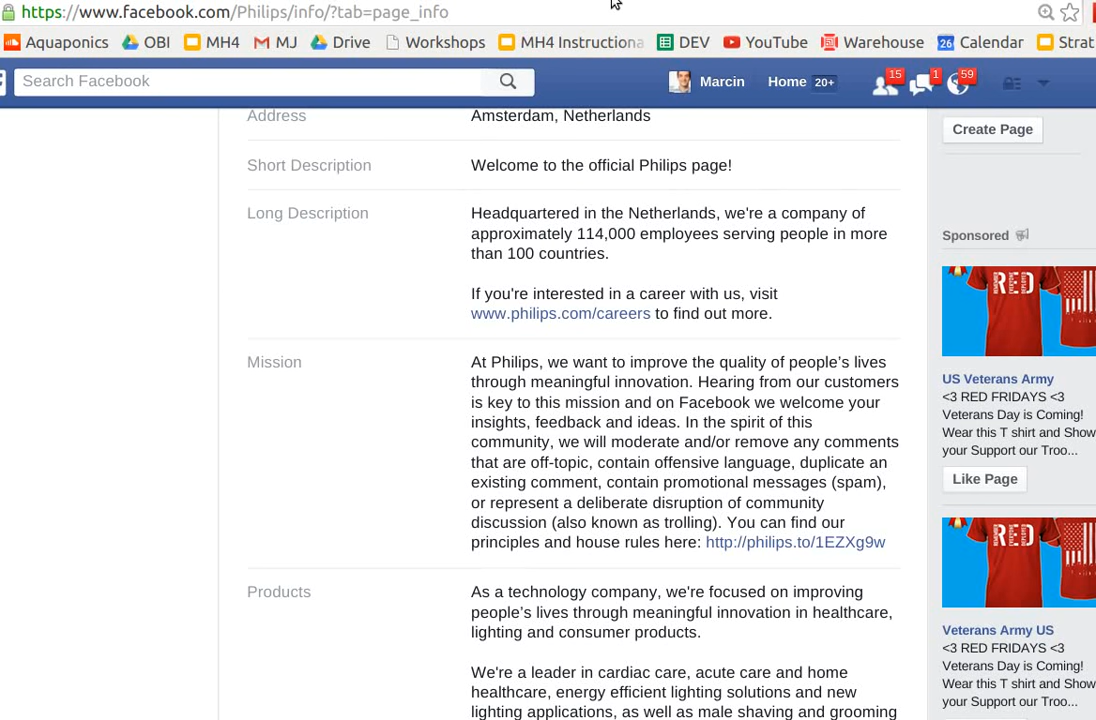 https://www.facebook.com/Philips/info/?tab=page_info
Aquaponics OBI MH4 MJ Drive Workshops MH4 Instructiona DEV YouTube Warehouse 26 Calendar Strat
Search Facebook
Marcin Home 20+ 15 1 59
Address Amsterdam, Netherlands
Create Page
Short Description Welcome to the official Philips page!
Long Description Headquartered in the Netherlands, we're a company of
approximately 114,000 employees serving people in more
than 100 countries.
If you're interested in a career with us, visit
www.philips.com/careers to find out more.
Mission At Philips, we want to improve the quality of people’s lives
through meaningful innovation. Hearing from our customers
is key to this mission and on Facebook we welcome your
insights, feedback and ideas. In the spirit of this
community, we will moderate and/or remove any comments
that are off-topic, contain offensive language, duplicate an
existing comment, contain promotional messages (spam),
or represent a deliberate disruption of community
discussion (also known as trolling). You can find our
principles and house rules here: http://philips.to/1EZXg9w
Products As a technology company, we're focused on improving
people’s lives through meaningful innovation in healthcare,
lighting and consumer products.
We're a leader in cardiac care, acute care and home
healthcare, energy efficient lighting solutions and new
lighting applications, as well as male shaving and grooming
Sponsored
RED
US Veterans Army
<3 RED FRIDAYS <3
Veterans Day is Coming!
Wear this T shirt and Show
your Support our Troo...
Like Page
RED
Veterans Army US
<3 RED FRIDAYS <3
Veterans Day is Coming!
Wear this T shirt and Show
your Support our Troo...